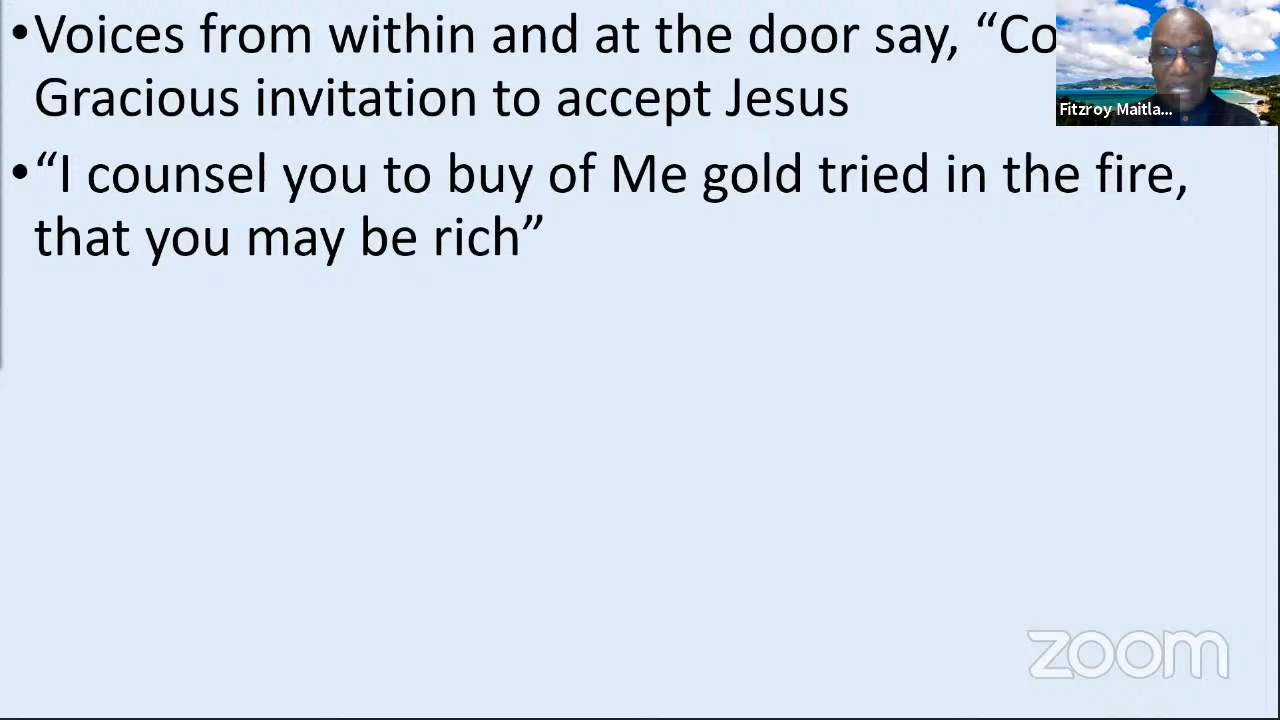 •Voices from within and at the door say, “Co
Gracious invitation to accept Jesus
•“I counsel you to buy of Me gold tried in the fire,
that you may be rich”
Fitzroy Maitla...
zoom